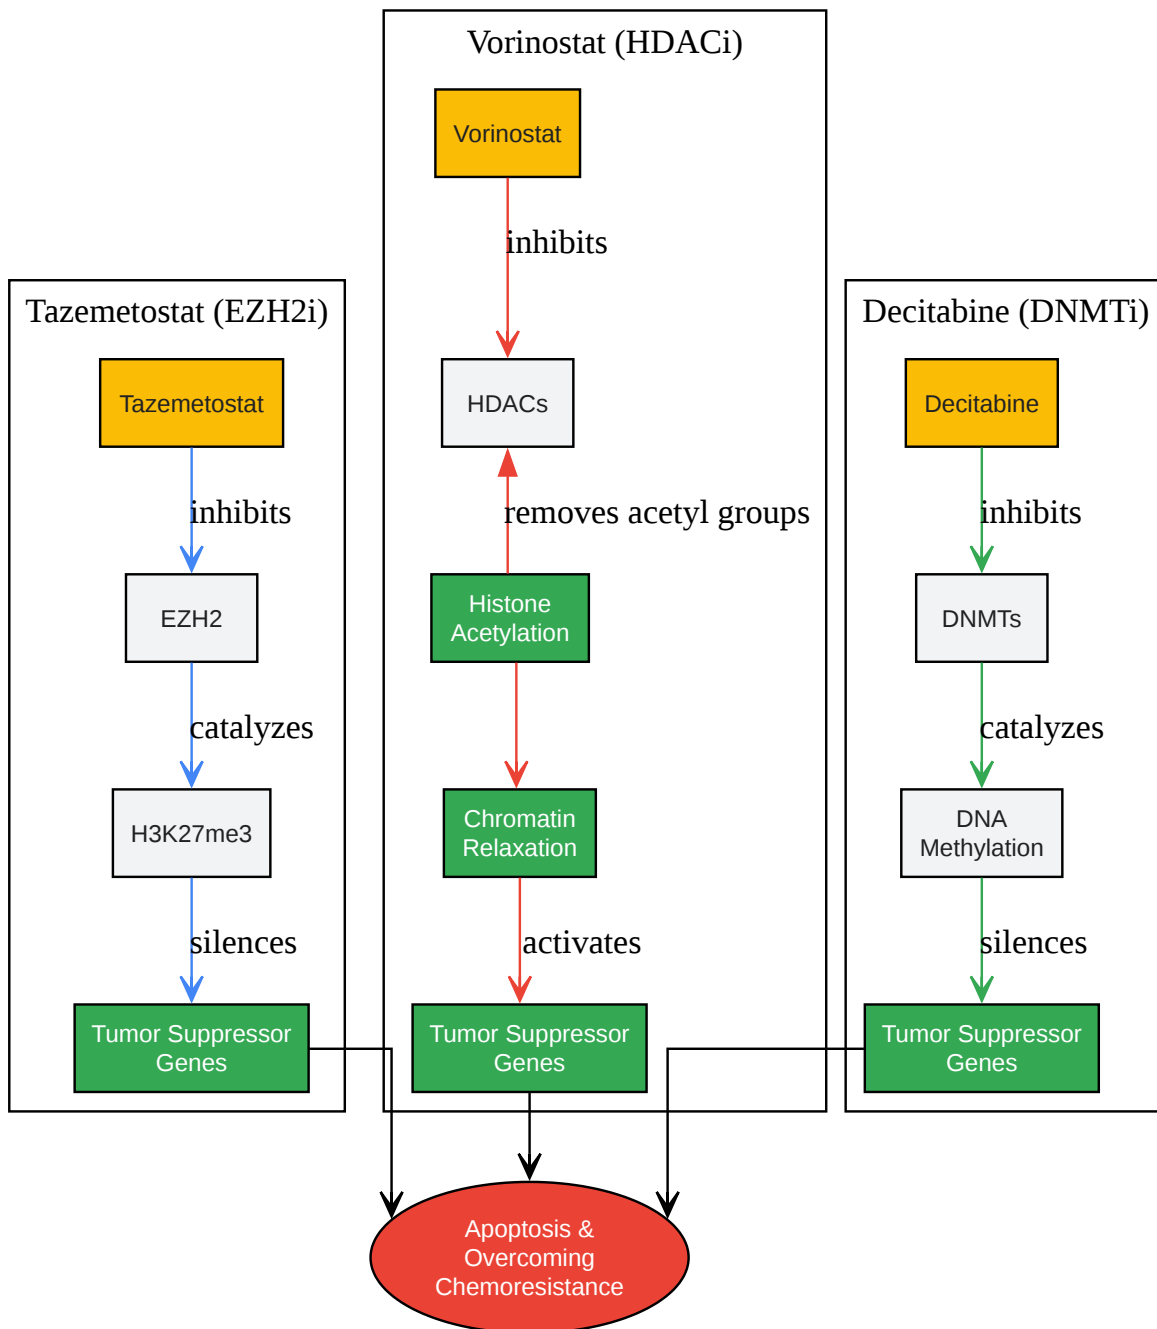 Vorinostat (HDACi)
Vorinostat
inhibits
HDACs
removes acetyl groups
Histone
Acetylation
Chromatin
Relaxation
activates
Tumor Suppressor
Genes
Tazemetostat (EZH2i)
Tazemetostat
inhibits
EZH2
catalyzes
H3K27me3
silences
Tumor Suppressor
Genes
Decitabine (DNMTi)
Decitabine
inhibits
DNMTs
catalyzes
DNA
Methylation
silences
Tumor Suppressor
Genes
Apoptosis &
Overcoming
Chemoresistance